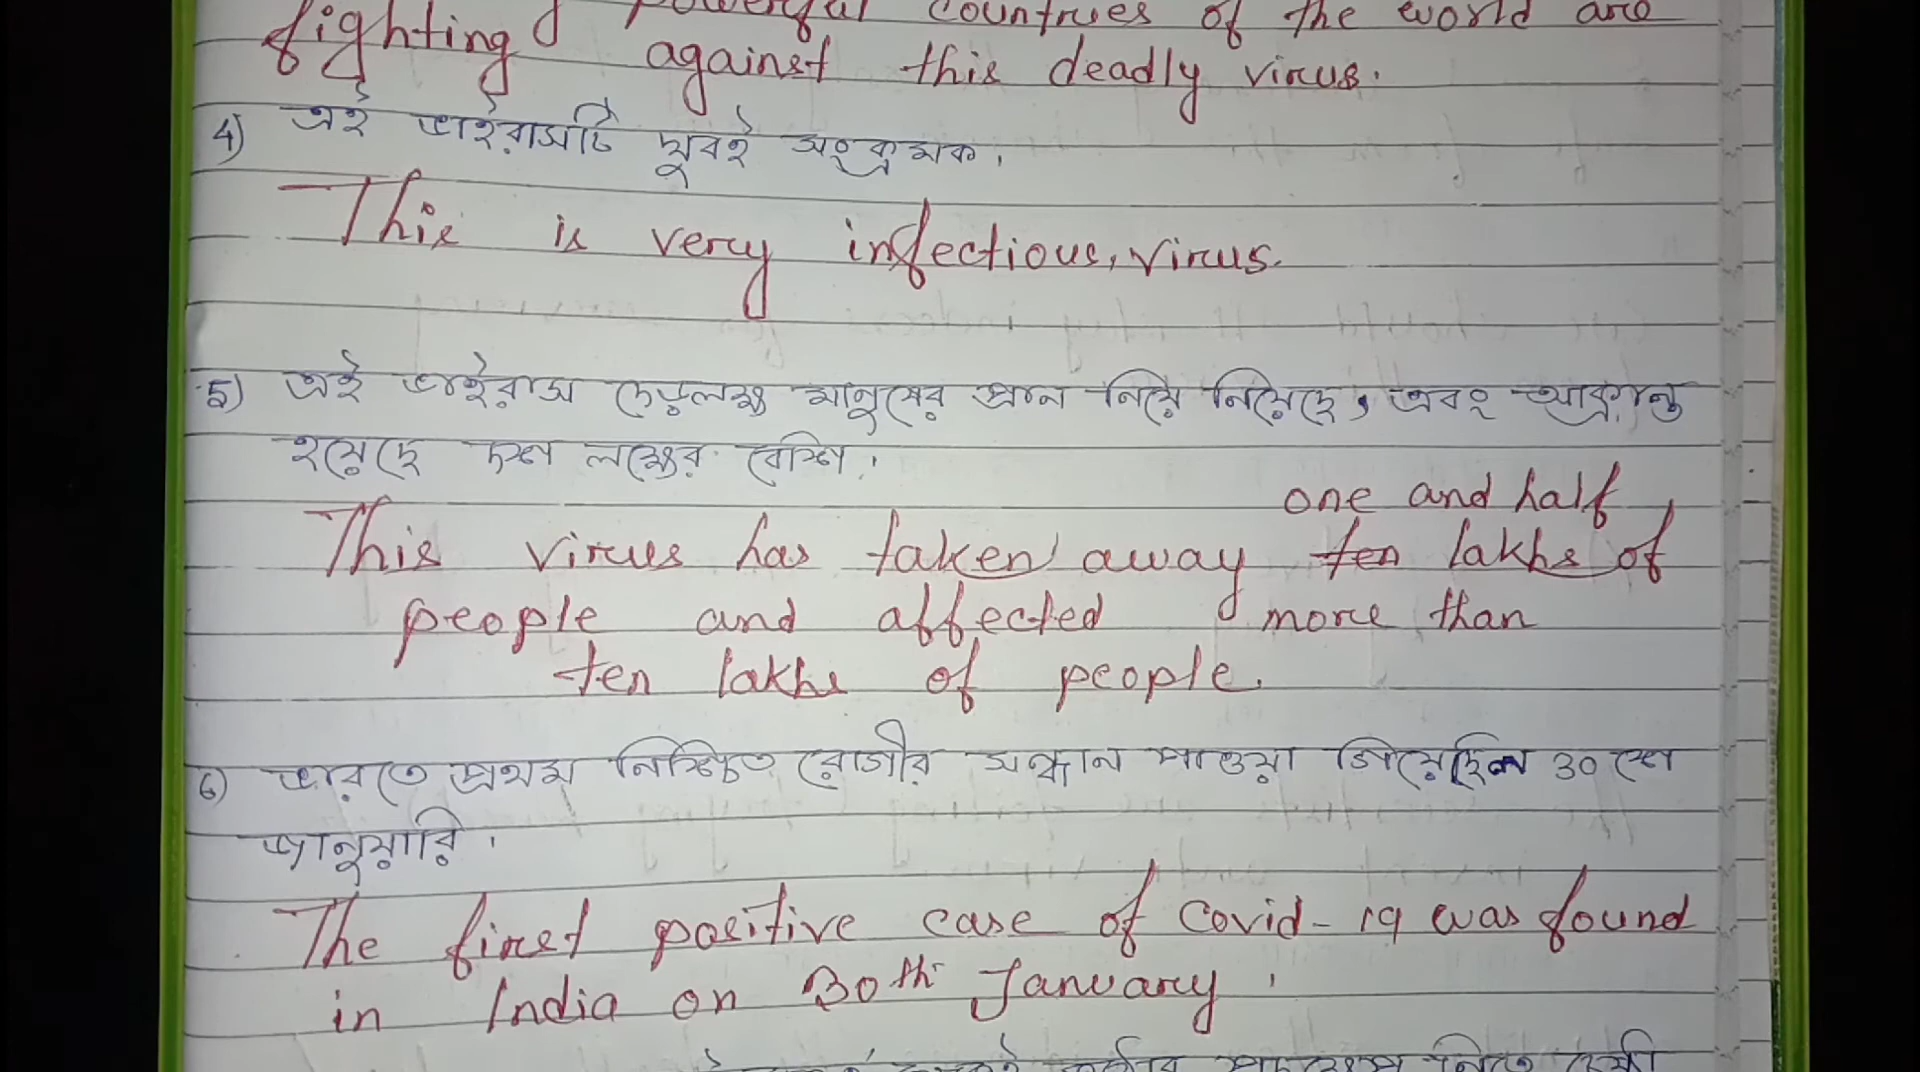 powerful countries of the world are
fighting against this deadly virus.
4) এই ভাইরাসটি খুবই সংক্রামক।
This is very infectious, virus.
5) এই ভাইরাস দেড়লক্ষ মানুষের প্রান নিয়ে নিয়েছে, এবং আক্রান্ত
হয়েছে দশ লক্ষের বেশি।
one and half
This virus has taken away ten lakhs of
people and affected more than
ten lakhs of people.
6) ভারতে প্রথম নিশ্চিত রোগীর সন্ধান পাওয়া গিয়েছিল 30 শে
জানুয়ারি।
The first positive case of Covid-19 was found
in India on 30th January.